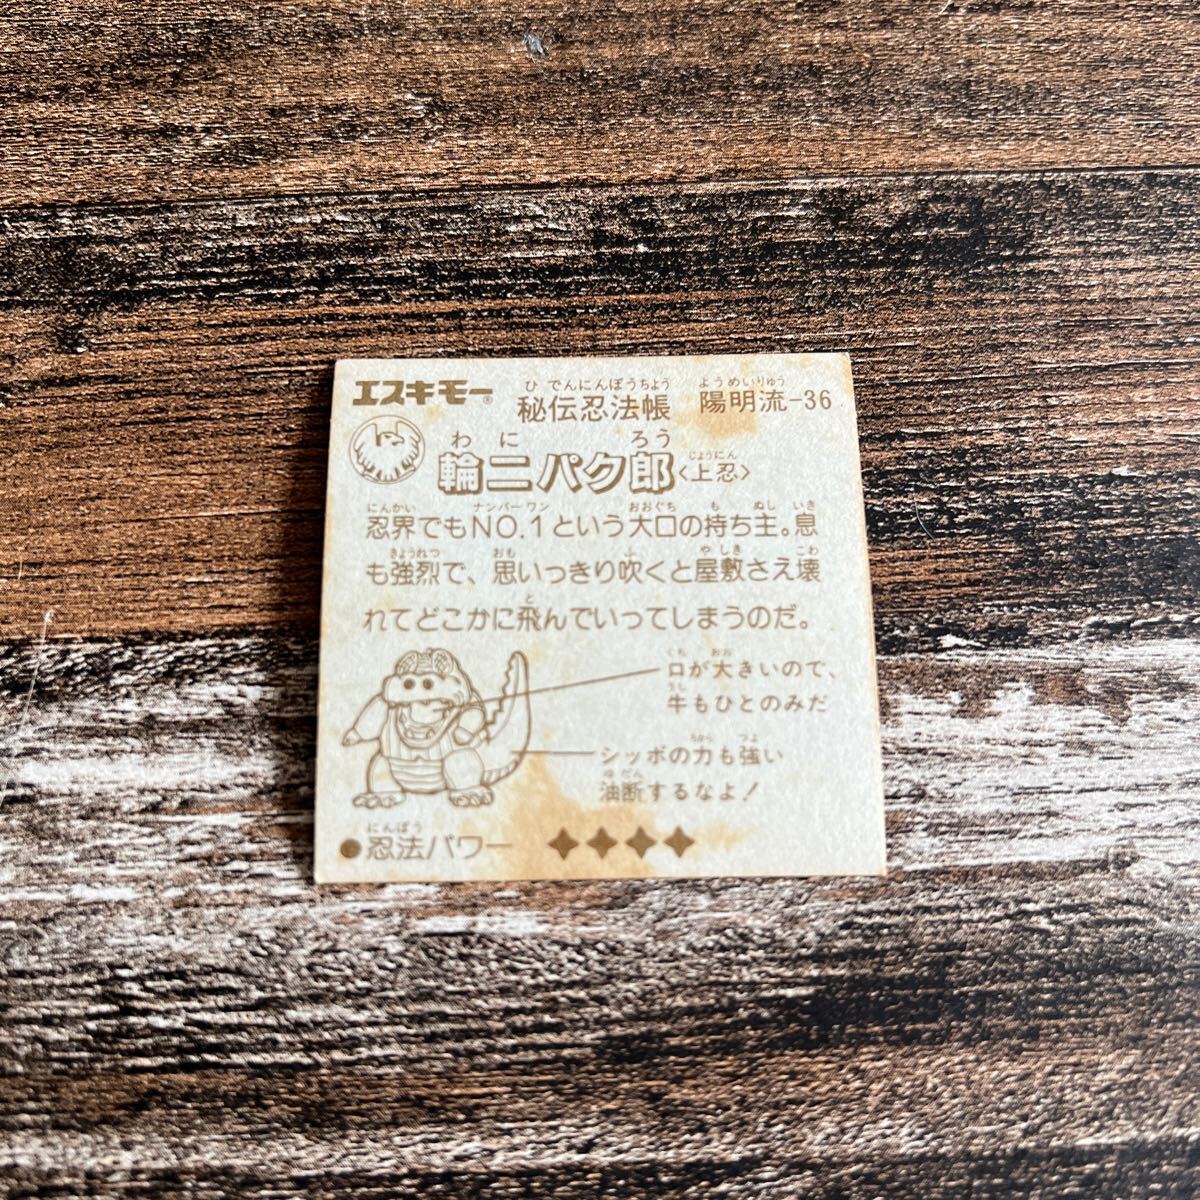 エスキモー® 秘伝忍法帳 陽明流-36
ひでんにんぽうちょう ようめいりゅう
わに ろう じょうにん
輪二パク郎〈上忍〉
にんかい ナンバーワン おおぐち も ぬし いき
忍界でもNO.1という大口の持ち主。息
きょうれつ おも ふ やしき こわ
も強烈で、思いっきり吹くと屋敷さえ壊
と
れてどこかに飛んでいってしまうのだ。
くち おお
口が大きいので、
うし
牛もひとのみだ
ちから つよ
シッポの力も強い
ゆだん
油断するなよ!
にんぽう
●忍法パワー ✦✦✦✦